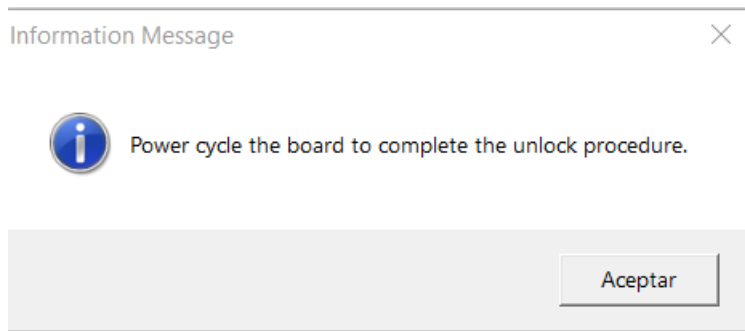 Information Message
Power cycle the board to complete the unlock procedure.
Aceptar